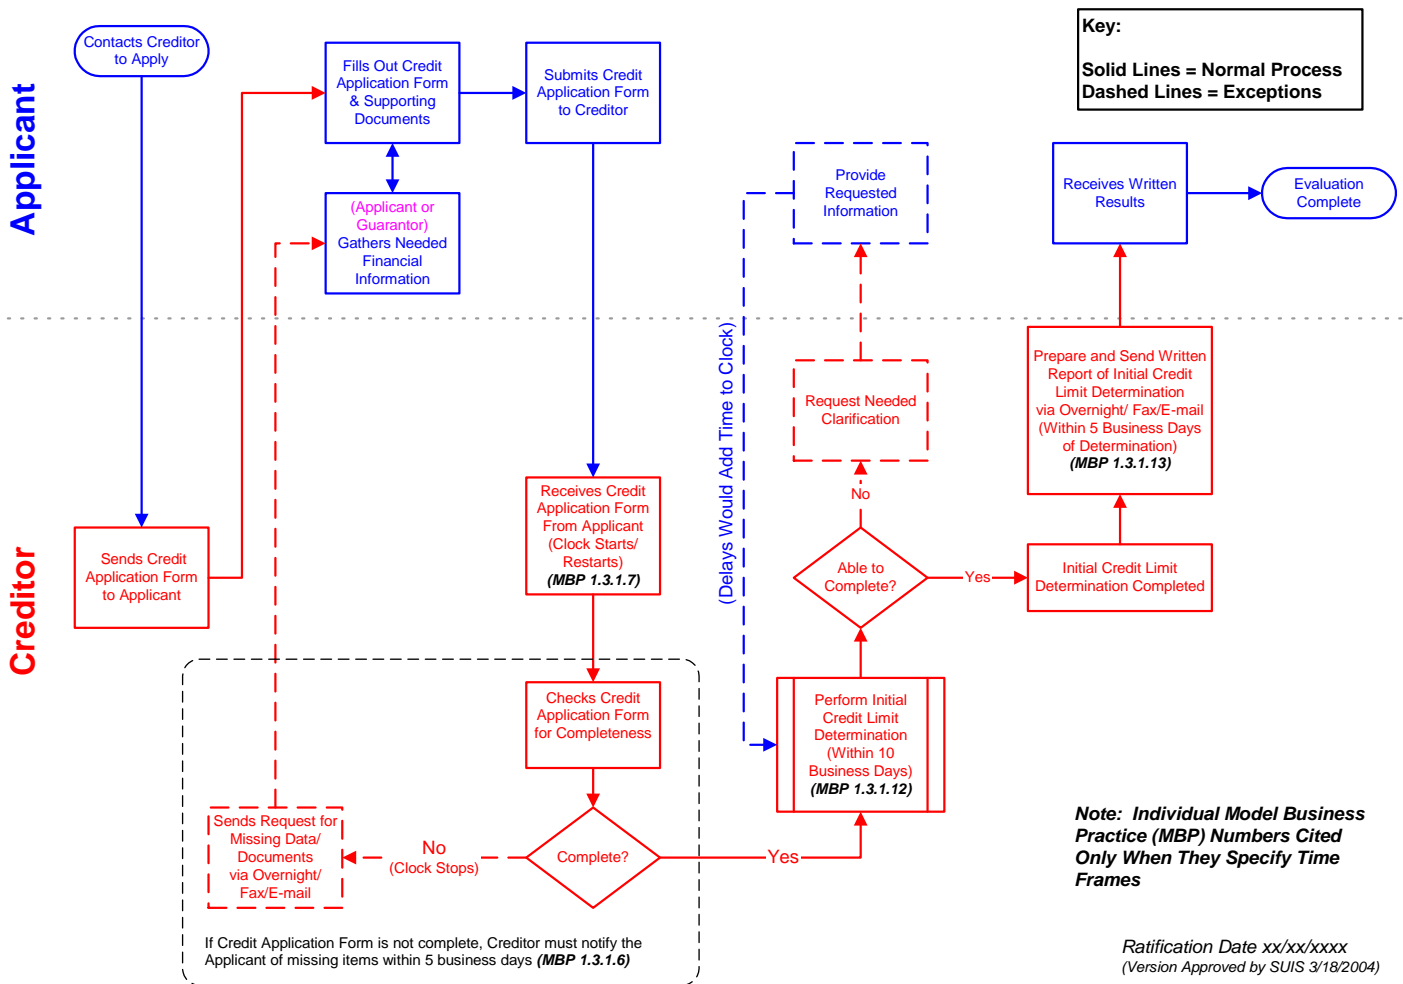 Applicant
Contacts Creditor
to Apply
Fills Out Credit
Application Form
& Supporting
Documents
Submits Credit
Application Form
to Creditor
Key:
Solid Lines = Normal Process
Dashed Lines = Exceptions
(Applicant or
Guarantor)
Gathers Needed
Financial
Information
Provide
Requested
Information
Receives Written
Results
Evaluation
Complete
Creditor
Sends Credit
Application Form
to Applicant
Receives Credit
Application Form
From Applicant
(Clock Starts/
Restarts)
(MBP 1.3.1.7)
(Delays Would Add Time to Clock)
Request Needed
Clarification
No
Able to
Complete?
Yes
Prepare and Send Written
Report of Initial Credit
Limit Determination
via Overnight/ Fax/E-mail
(Within 5 Business Days
of Determination)
(MBP 1.3.1.13)
Initial Credit Limit
Determination Completed
Checks Credit
Application Form
for Completeness
Perform Initial
Credit Limit
Determination
(Within 10
Business Days)
(MBP 1.3.1.12)
Sends Request for
Missing Data/
Documents
via Overnight/
Fax/E-mail
No
(Clock Stops)
Complete?
Yes
If Credit Application Form is not complete, Creditor must notify the
Applicant of missing items within 5 business days (MBP 1.3.1.6)
Note: Individual Model Business
Practice (MBP) Numbers Cited
Only When They Specify Time
Frames
Ratification Date xx/xx/xxxx
(Version Approved by SUIS 3/18/2004)